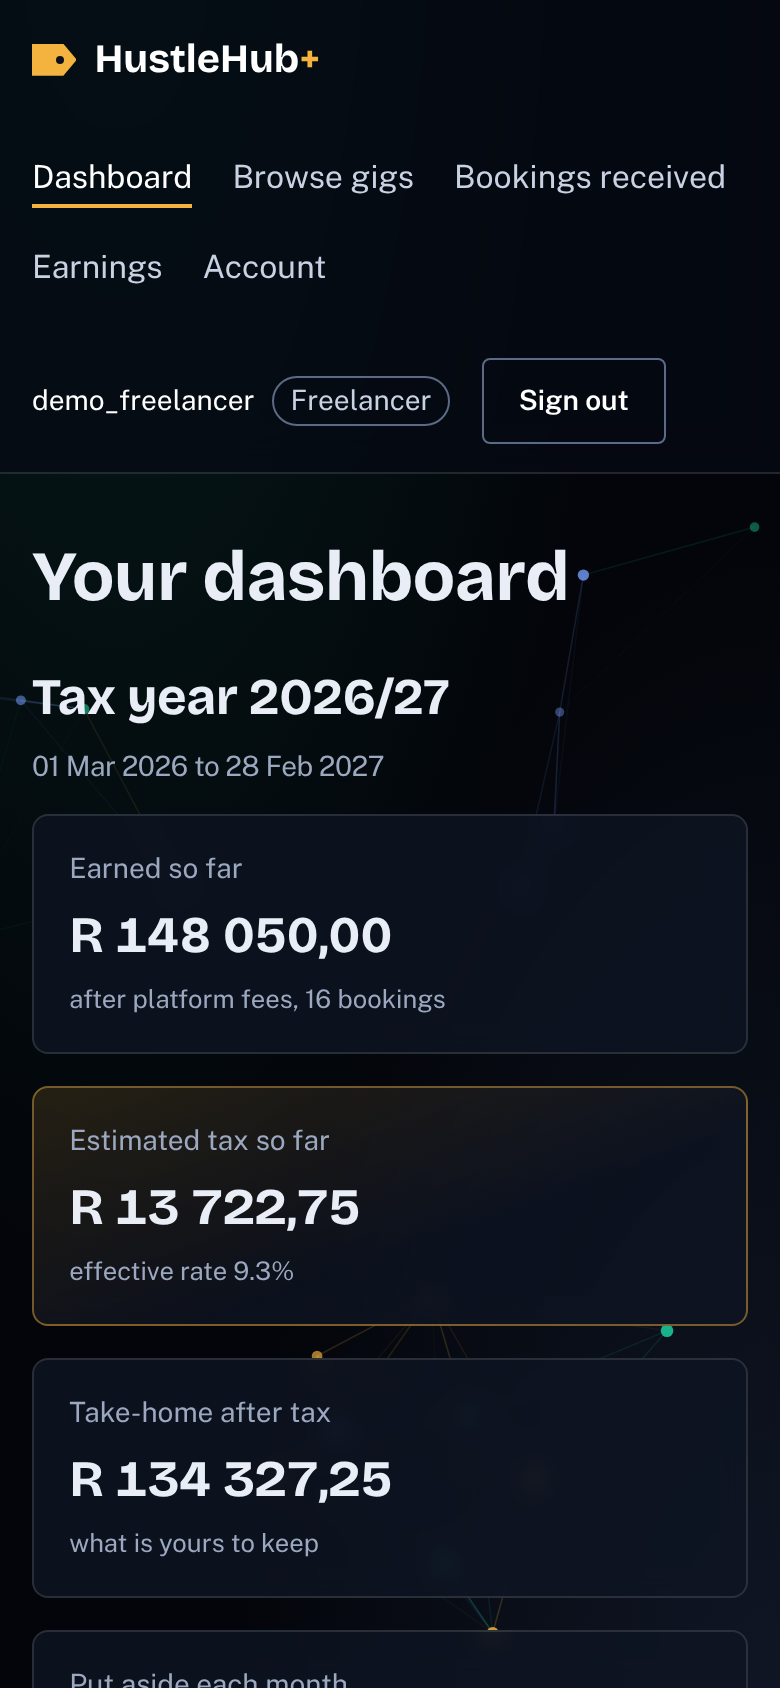 HustleHub+
Dashboard Browse gigs Bookings received
Earnings Account
demo_freelancer Freelancer Sign out
Your dashboard
Tax year 2026/27
01 Mar 2026 to 28 Feb 2027
Earned so far
R 148 050,00
after platform fees, 16 bookings
Estimated tax so far
R 13 722,75
effective rate 9.3%
Take-home after tax
R 134 327,25
what is yours to keep
Put aside each month